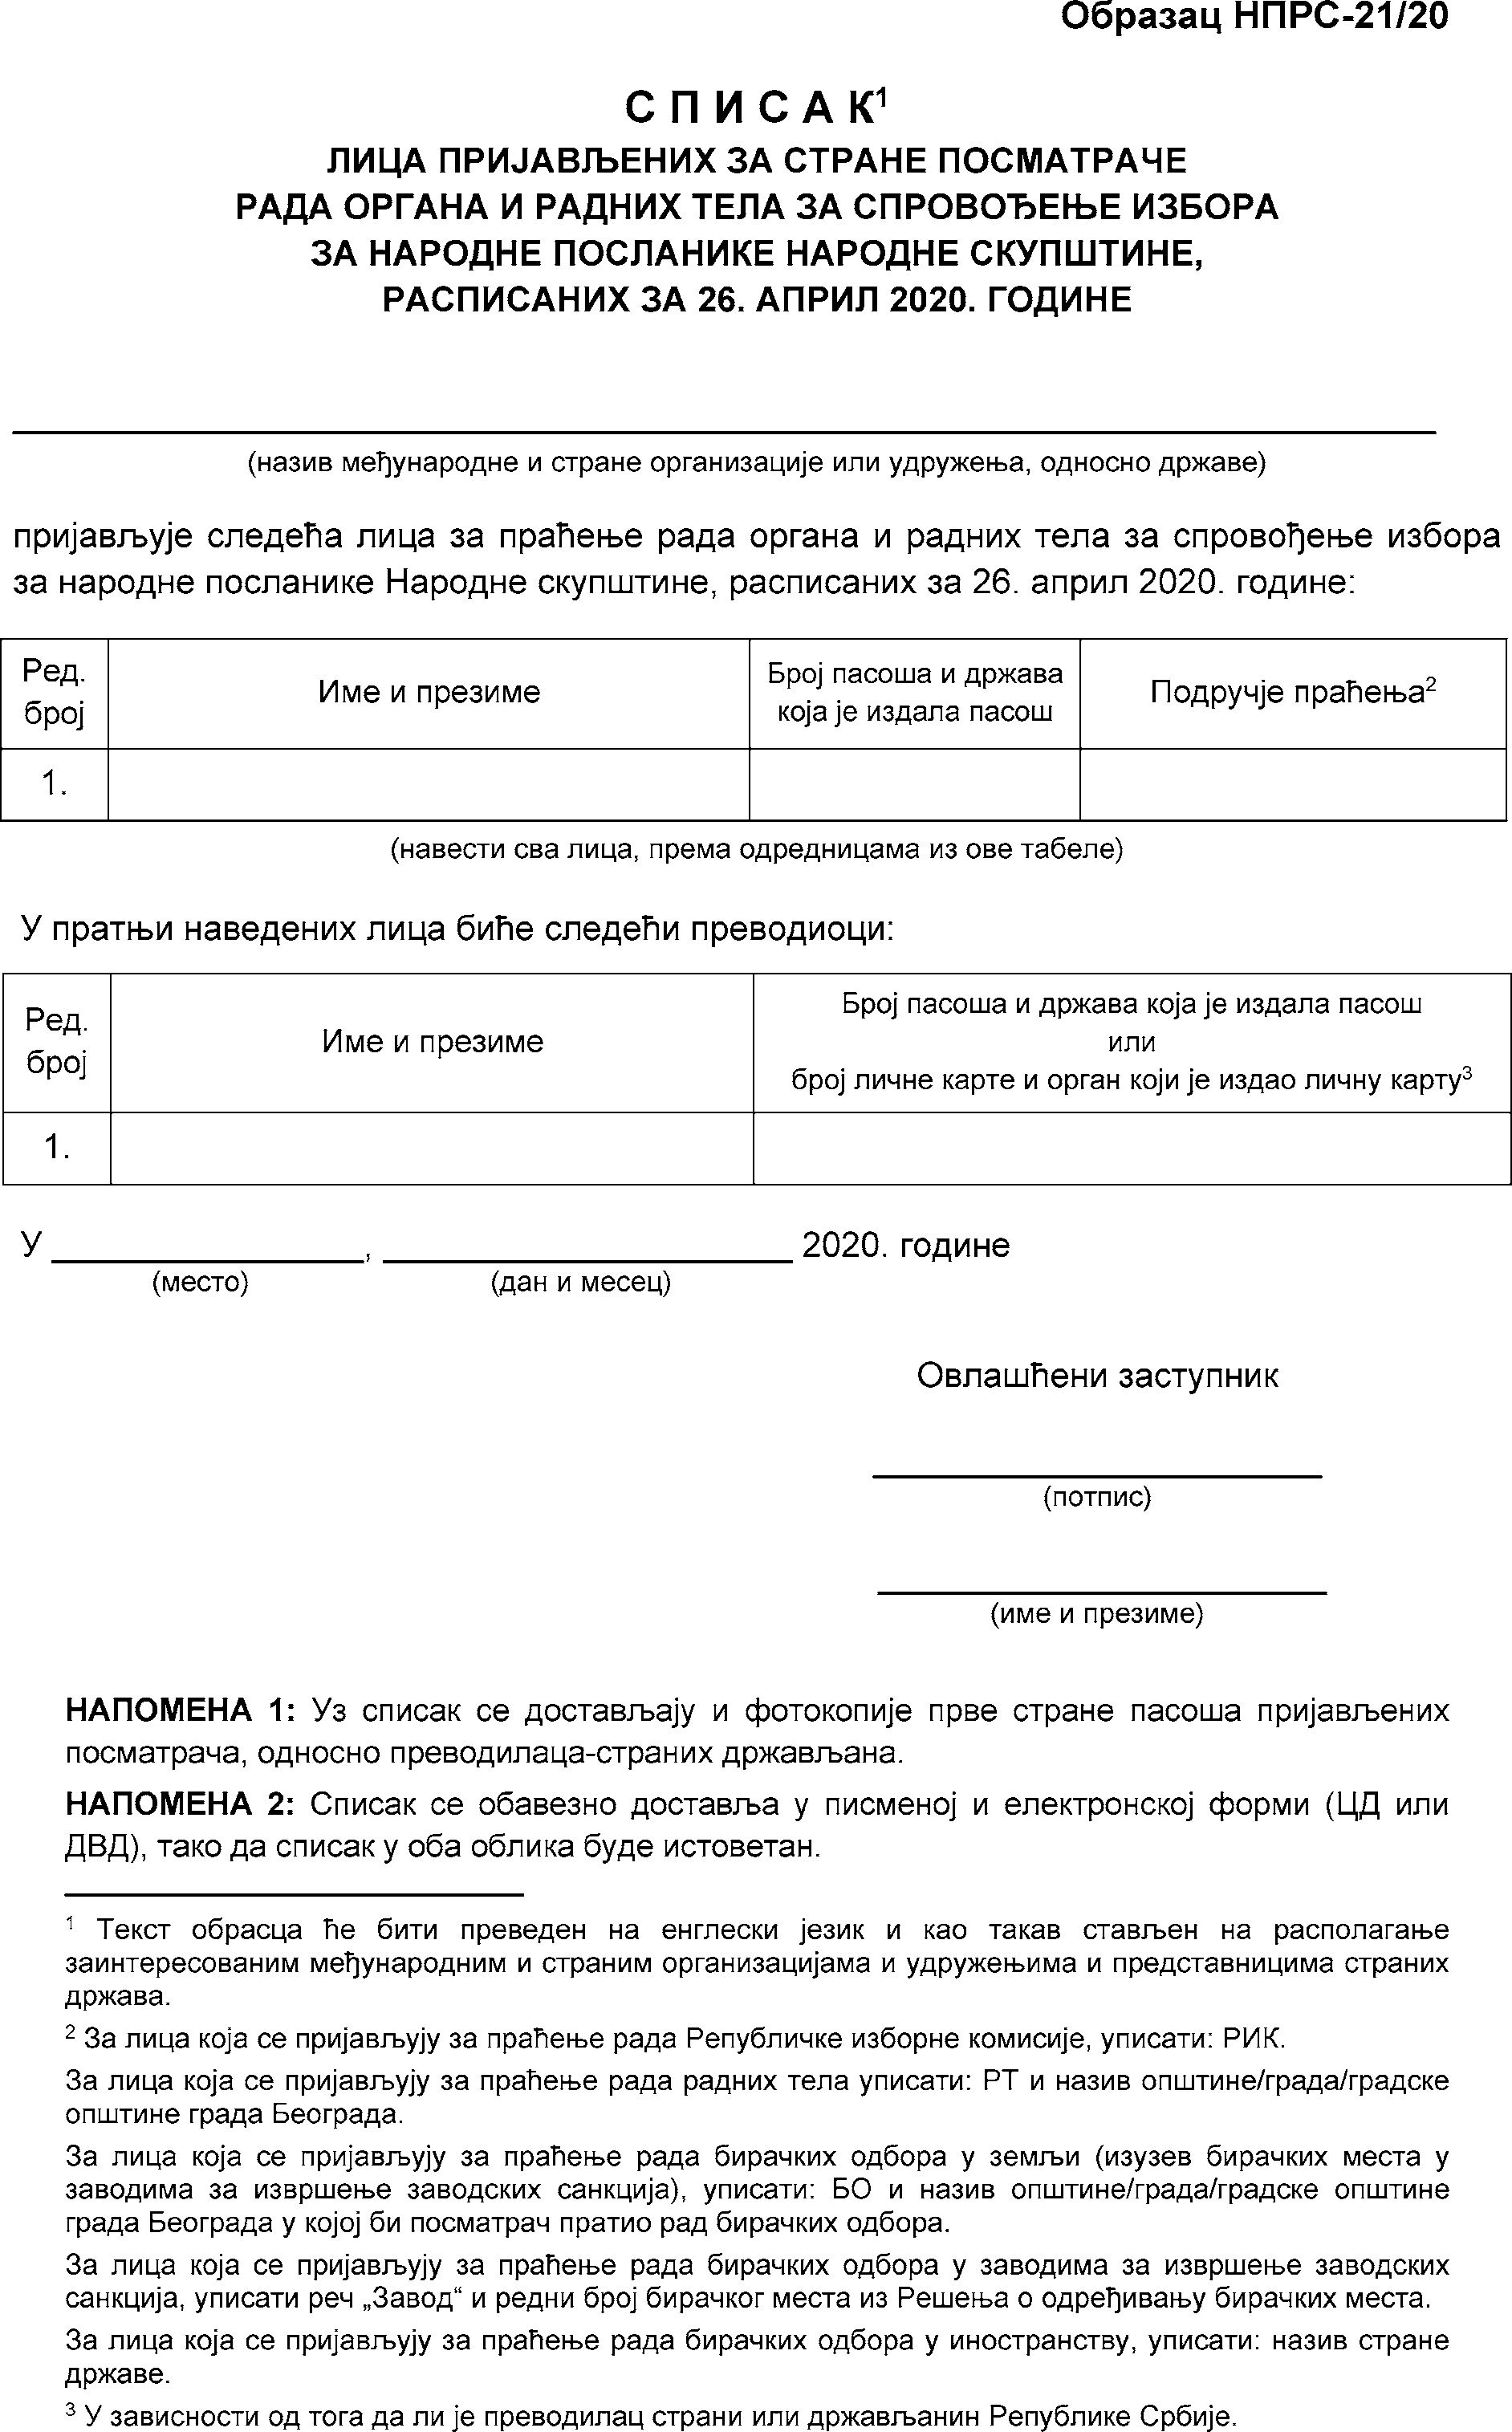 Образац НПРС-21/20
С П И С А К1
ЛИЦА ПРИЈАВЉЕНИХ ЗА СТРАНЕ ПОСМАТРАЧЕ
РАДА ОРГАНА И РАДНИХ ТЕЛА ЗА СПРОВОЂЕЊЕ ИЗБОРА
ЗА НАРОДНЕ ПОСЛАНИКЕ НАРОДНЕ СКУПШТИНЕ,
РАСПИСАНИХ ЗА 26. АПРИЛ 2020. ГОДИНЕ
(назив међународне и стране организације или удружења, односно државе)
пријављује следећа лица за праћење рада органа и радних тела за спровођење избора
за народне посланике Народне скупштине, расписаних за 26. април 2020. године:
Ред.
број
Име и презиме
Број пасоша и држава
која је издала пасош
Подручје праћења2
1.
(навести сва лица, према одредницама из ове табеле)
У пратњи наведених лица биће следећи преводиоци:
Ред.
број
Име и презиме
Број пасоша и држава која је издала пасош
или
број личне карте и орган који је издао личну карту3
1.
У ________________, ____________________ 2020. године
(место) (дан и месец)
Овлашћени заступник
(потпис)
(име и презиме)
НАПОМЕНА 1: Уз списак се достављају и фотокопије прве стране пасоша пријављених
посматрача, односно преводилаца-страних држављана.
НАПОМЕНА 2: Списак се обавезно доставља у писменој и електронској форми (ЦД или
ДВД), тако да списак у оба облика буде истоветан.
1 Текст обрасца ће бити преведен на енглески језик и као такав стављен на располагање
заинтересованим међународним и страним организацијама и удружењима и представницима страних
држава.
2 За лица која се пријављују за праћење рада Републичке изборне комисије, уписати: РИК.
За лица која се пријављују за праћење рада радних тела уписати: РТ и назив општине/града/градске
општине града Београда.
За лица која се пријављују за праћење рада бирачких одбора у земљи (изузев бирачких места у
заводима за извршење заводских санкција), уписати: БО и назив општине/града/градске општине
града Београда у којој би посматрач пратио рад бирачких одбора.
За лица која се пријављују за праћење рада бирачких одбора у заводима за извршење заводских
санкција, уписати реч „Завод“ и редни број бирачког места из Решења о одређивању бирачких места.
За лица која се пријављују за праћење рада бирачких одбора у иностранству, уписати: назив стране
државе.
3 У зависности од тога да ли је преводилац страни или држављанин Републике Србије.